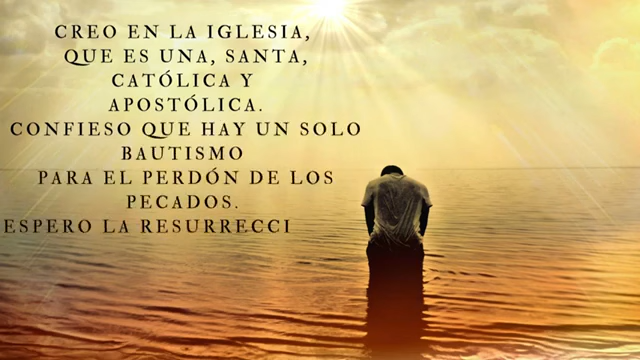 CREO EN LA IGLESIA,
QUE ES UNA, SANTA,
CATÓLICA Y
APOSTÓLICA.
CONFIESO QUE HAY UN SOLO
BAUTISMO
PARA EL PERDÓN DE LOS
PECADOS.
ESPERO LA RESURRECCI